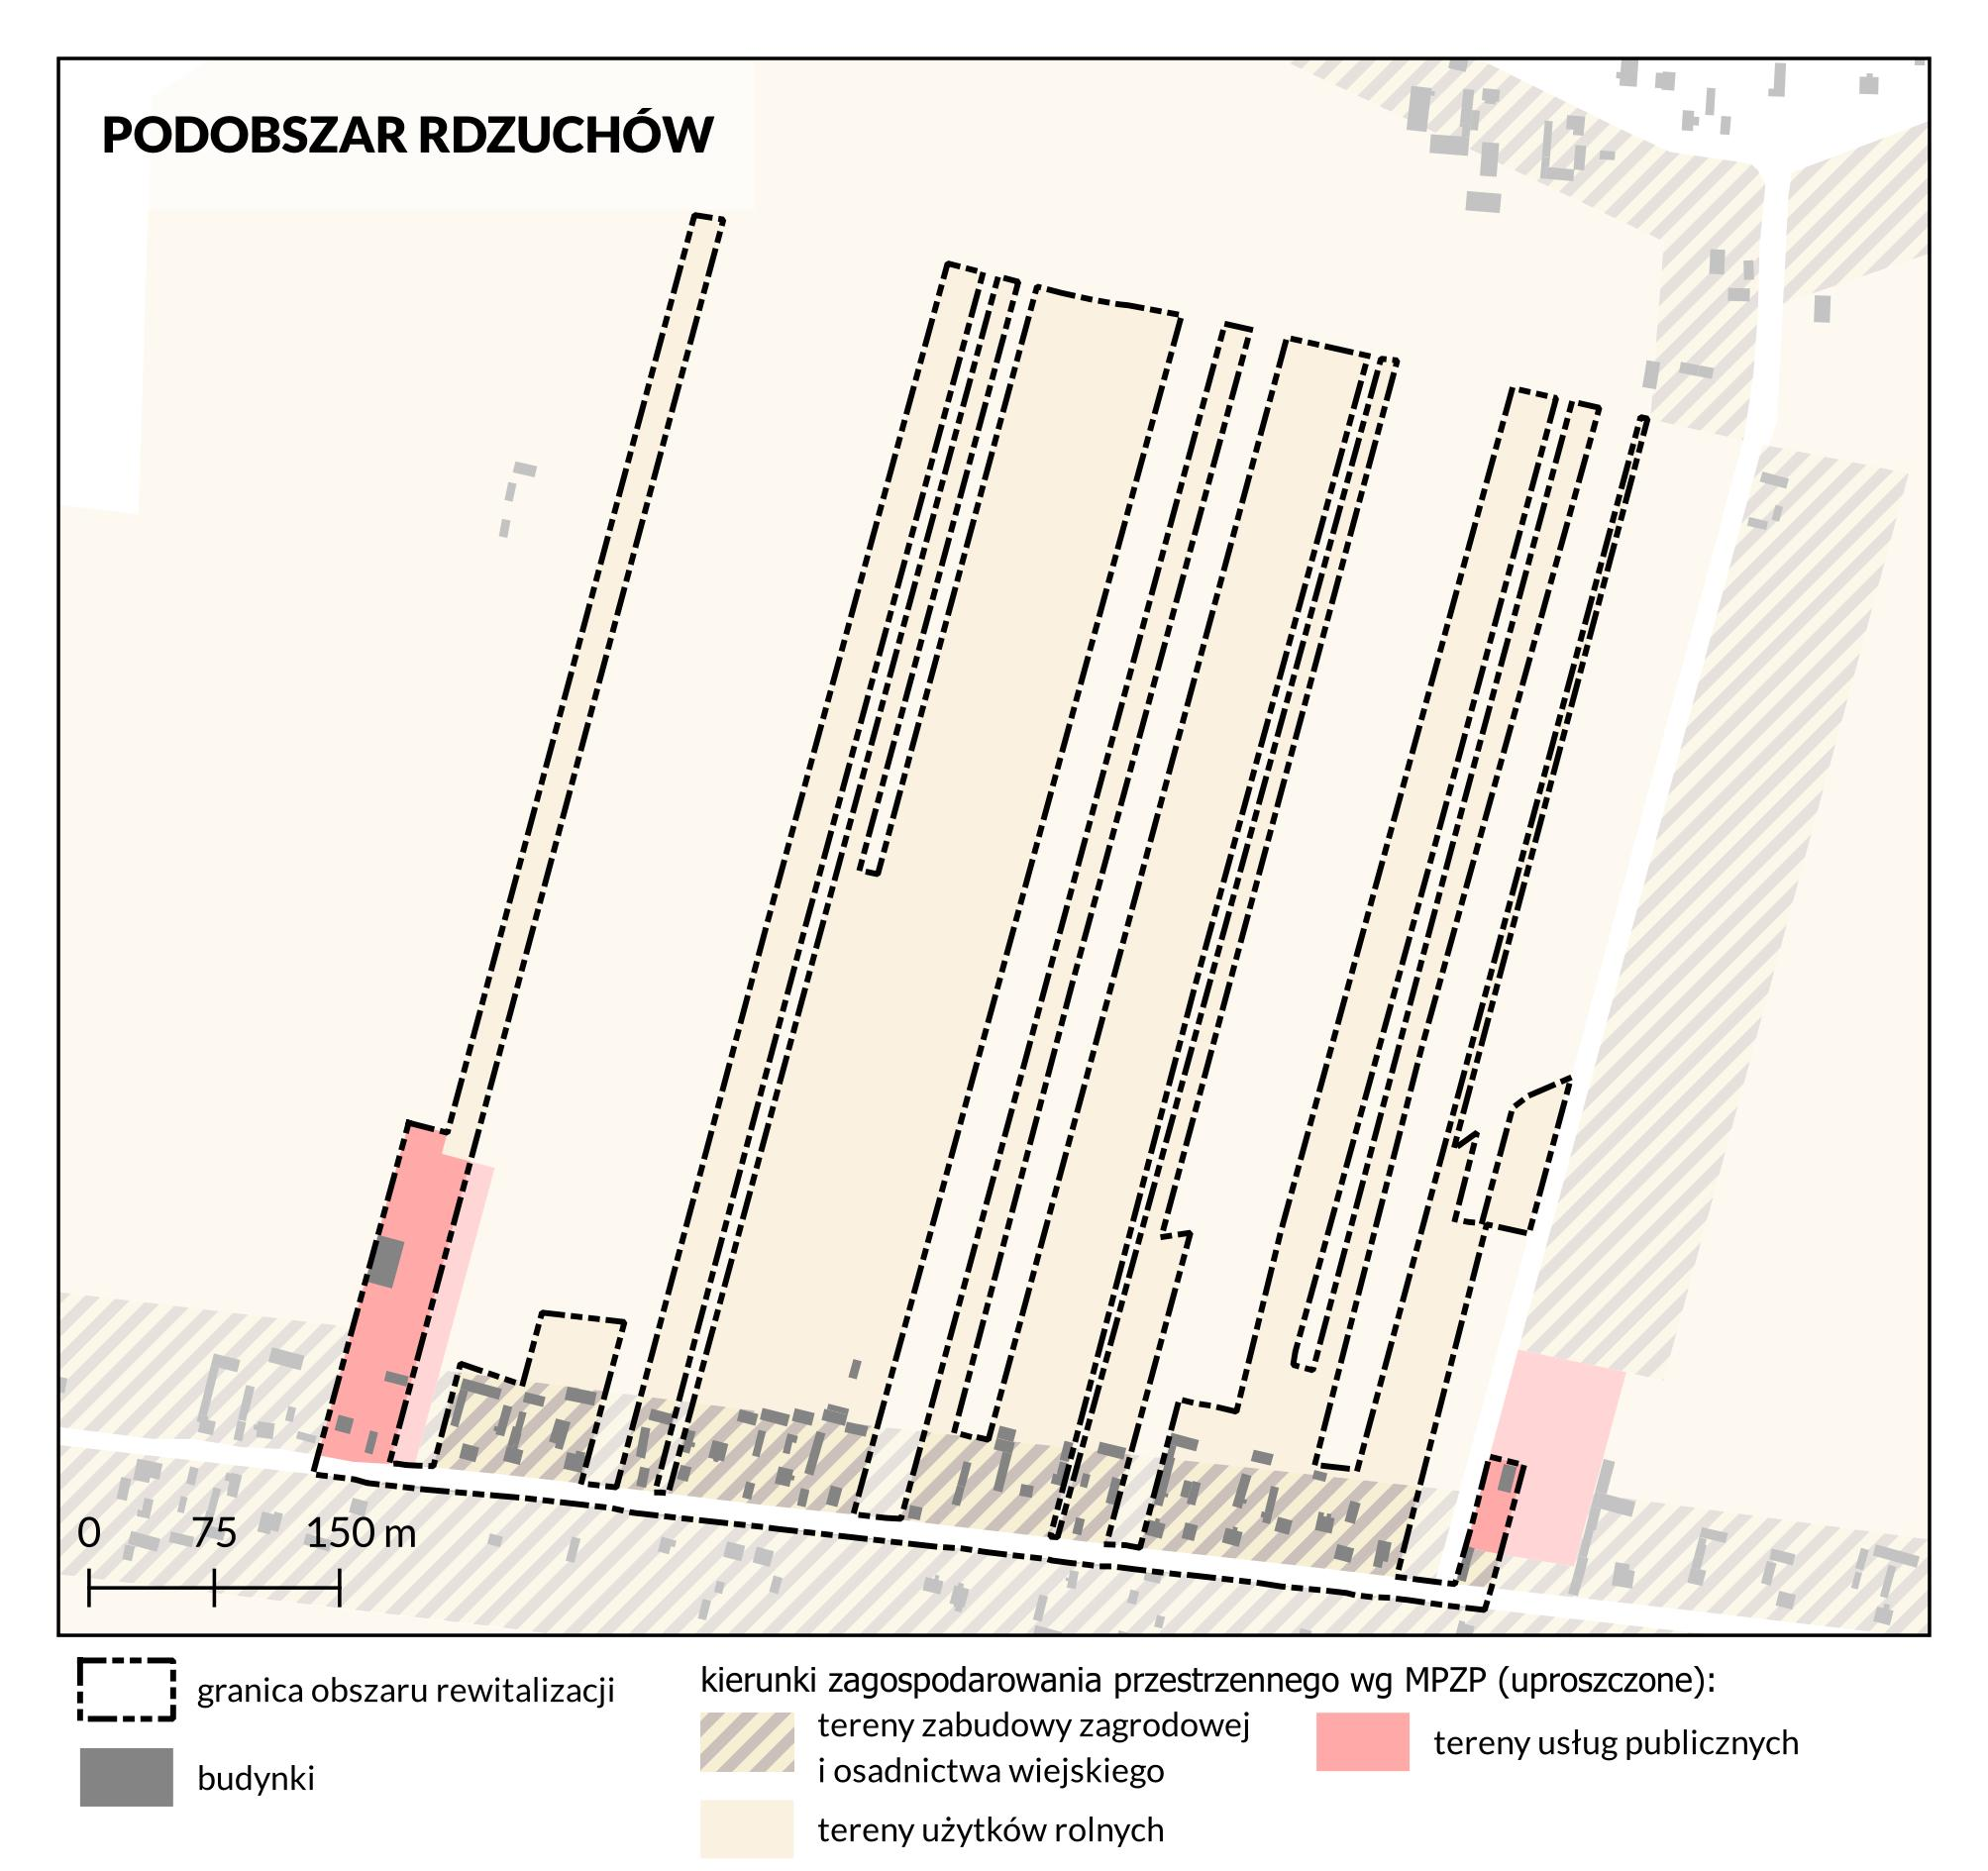 PODOBSZAR RDZUCHÓW
0 75 150 m
granica obszaru rewitalizacji
budynki
kierunki zagospodarowania przestrzennego wg MPZP (uproszczone):
tereny zabudowy zagrodowej
i osadnictwa wiejskiego
tereny użytków rolnych
tereny usług publicznych